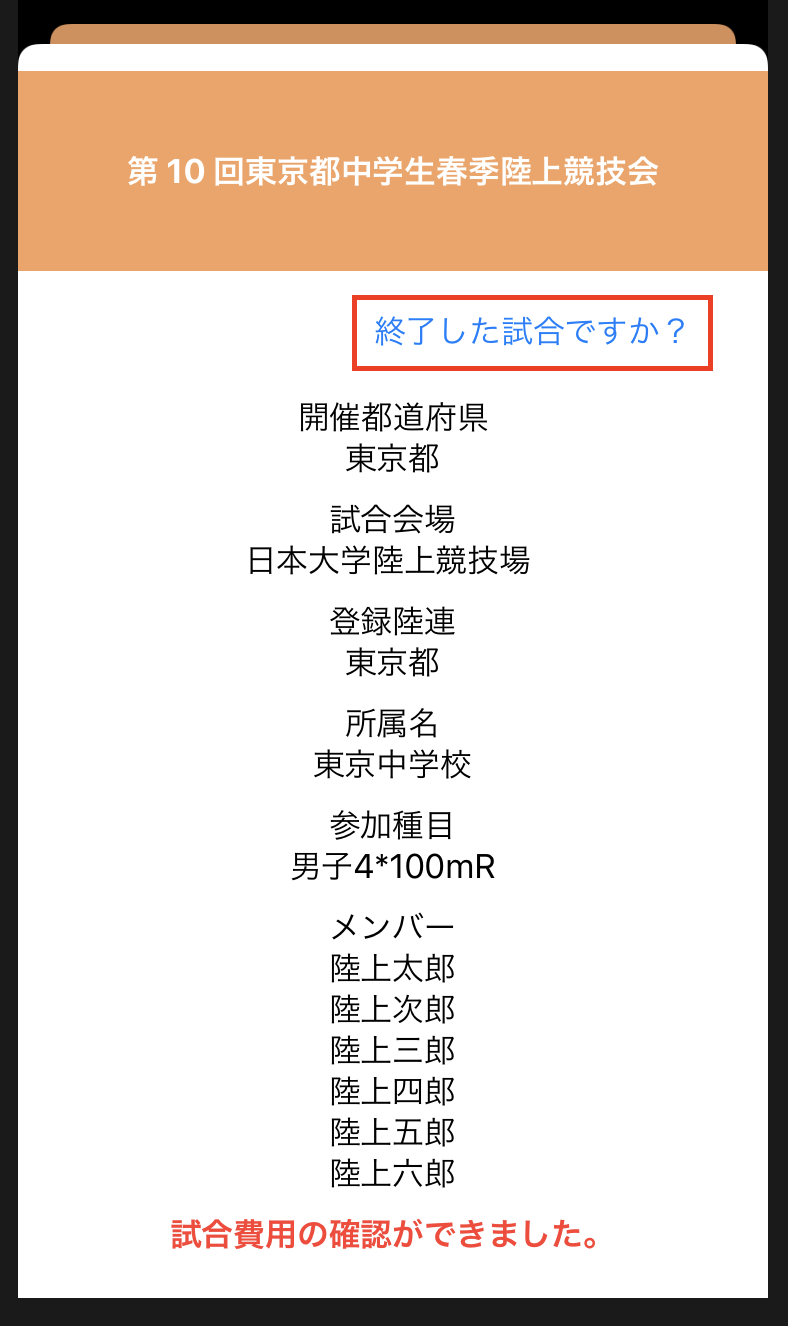 第 10 回東京都中学生春季陸上競技会
終了した試合ですか？
開催都道府県
東京都
試合会場
日本大学陸上競技場
登録陸連
東京都
所属名
東京中学校
参加種目
男子4*100mR
メンバー
陸上太郎
陸上次郎
陸上三郎
陸上四郎
陸上五郎
陸上六郎
試合費用の確認ができました。